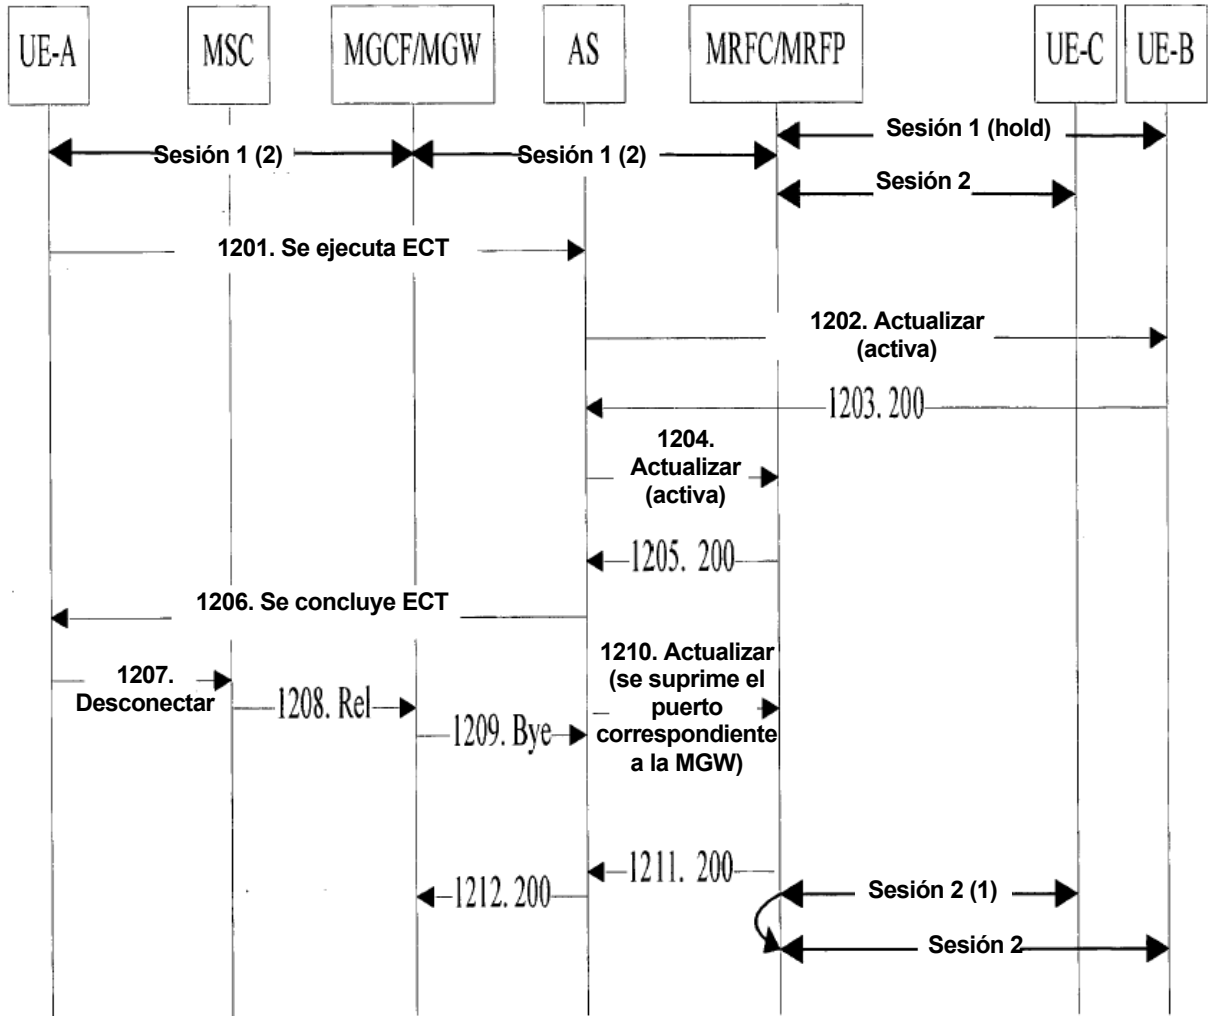 UE-A
MSC
MGCF/MGW
AS
MRFC/MRFP
UE-C
UE-B
Sesión 1 (hold)
Sesión 1 (2)
Sesión 1 (2)
Sesión 2
1201. Se ejecuta ECT
1202. Actualizar
(activa)
1203. 200
1204.
Actualizar
(activa)
1205. 200
1206. Se concluye ECT
1207.
Desconectar
1208. Rel
1209. Bye
1210. Actualizar
(se suprime el
puerto
correspondiente
a la MGW)
1211. 200
1212. 200
Sesión 2 (1)
Sesión 2